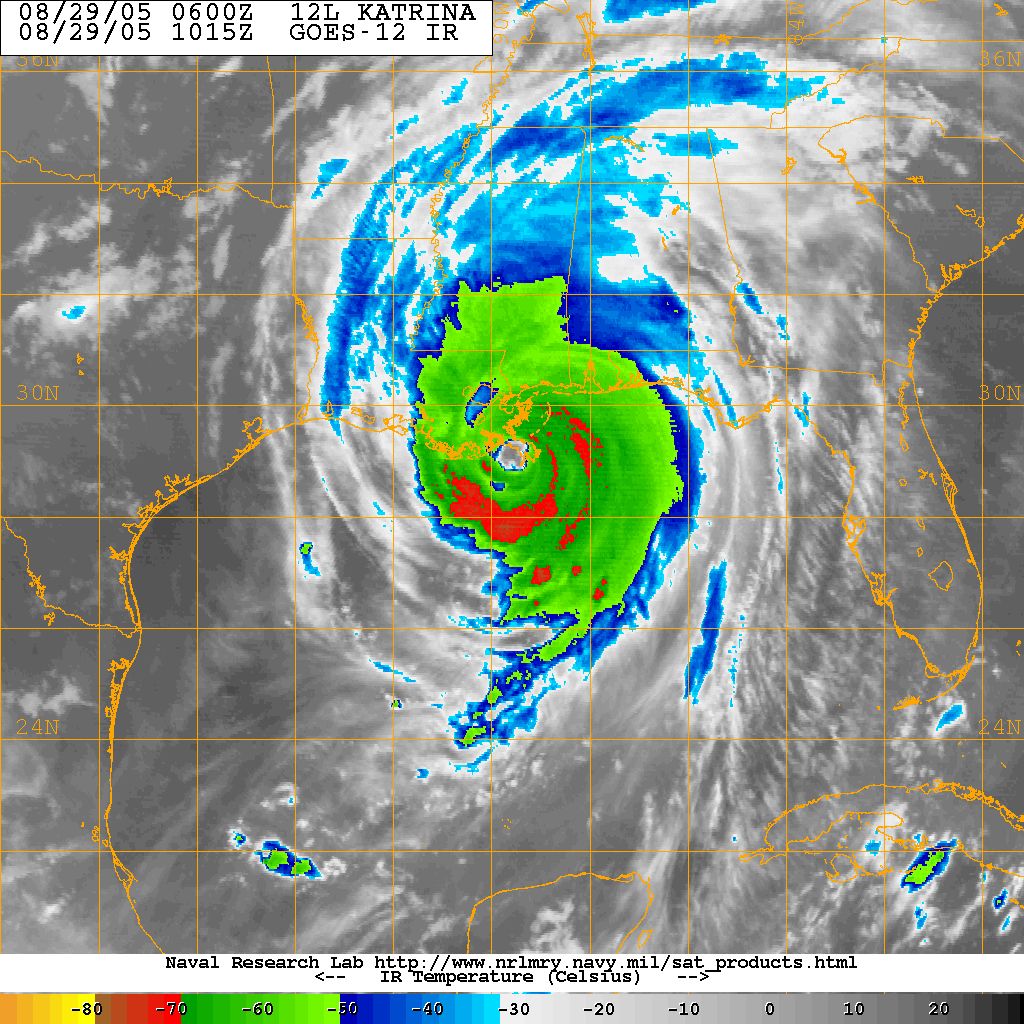 08/29/05 0600Z 12L KATRINA
08/29/05 1015Z GOES-12 IR
90W
84W
36N 36N
30N 30N
24N 24N
Naval Research Lab http://www.nrlmry.navy.mil/sat_products.html
<-- IR Temperature (Celsius) -->
-80 -70 -60 -50 -40 -30 -20 -10 0 10 20